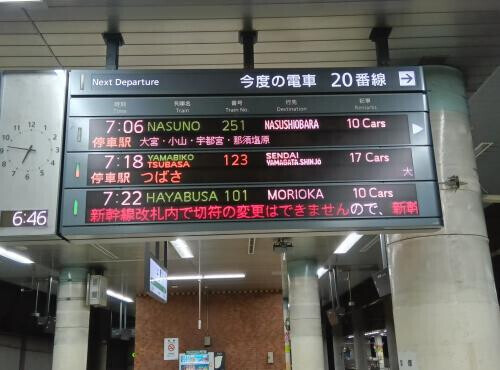 Next Departure 今度の電車 20番線
時刻 列車名 番号 行先 記事
Time Train Train No. Destination Remarks
7:06 NASUNO 251 NASUSHIOBARA 10 Cars
停車駅 大宮・小山・宇都宮・那須塩原
7:18 YAMABIKO TSUBASA 123 SENDAI YAMAGATA.SHINJO 17 Cars
停車駅 つばさ 大
7:22 HAYABUSA 101 MORIOKA 10 Cars
新幹線改札内で切符の変更はできませんので、新幹
6:46